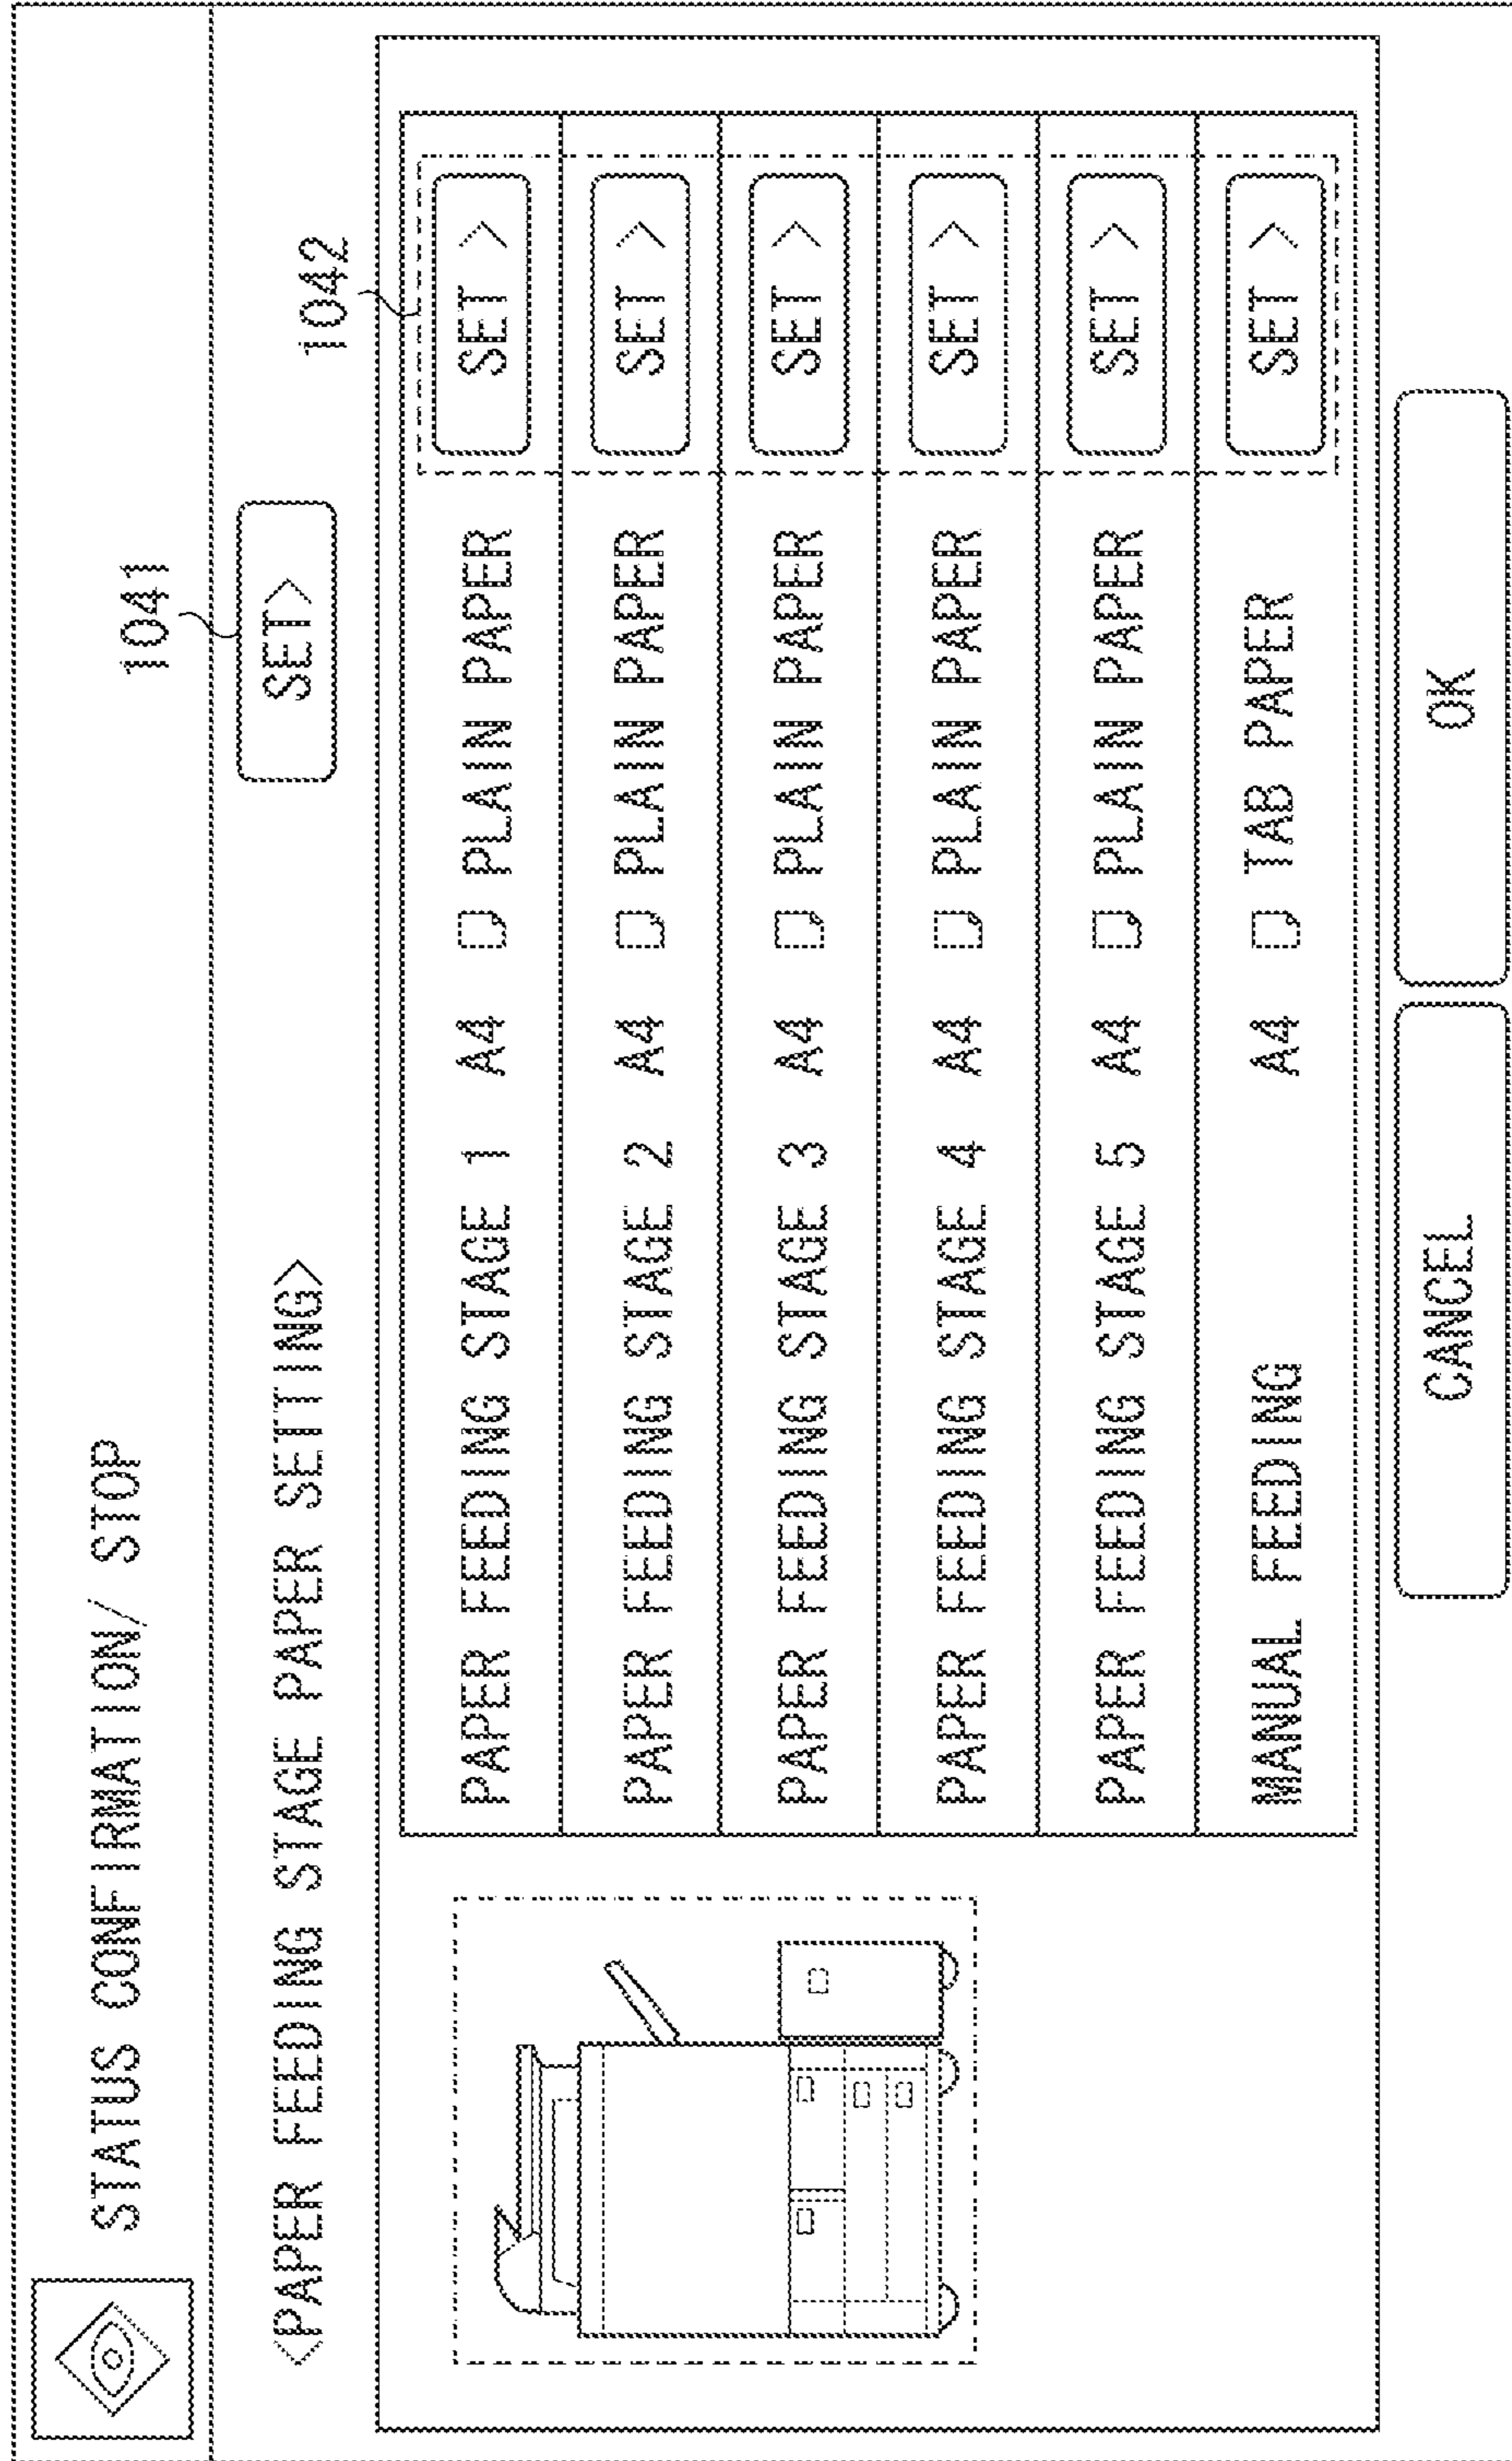 STATUS CONFIRMATION/ STOP
1041
<PAPER FEEDING STAGE PAPER SETTING> SET>
1042
PAPER FEEDING STAGE 1 A4 PLAIN PAPER SET >
PAPER FEEDING STAGE 2 A4 PLAIN PAPER SET >
PAPER FEEDING STAGE 3 A4 PLAIN PAPER SET >
PAPER FEEDING STAGE 4 A4 PLAIN PAPER SET >
PAPER FEEDING STAGE 5 A4 PLAIN PAPER SET >
MANUAL FEEDING A4 TAB PAPER SET >
CANCEL OK